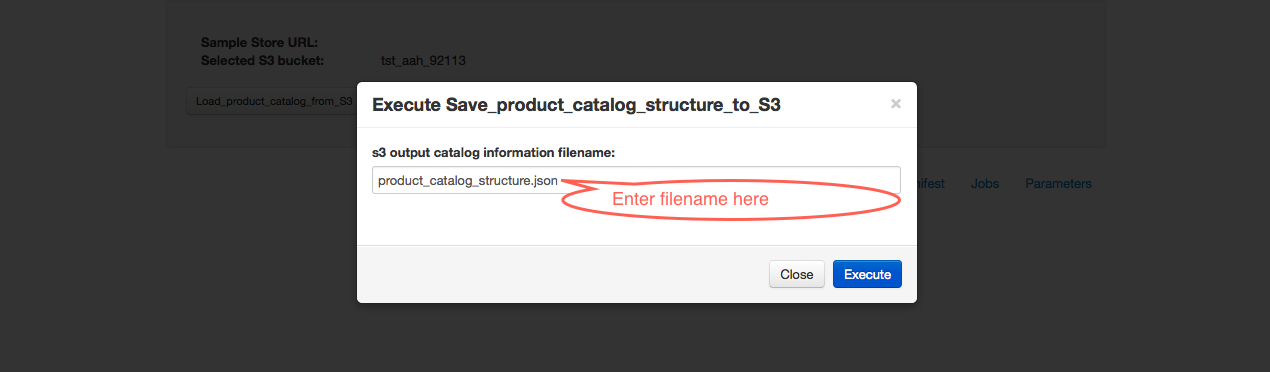 Sample Store URL:
Selected S3 bucket: tst_aah_92113
Load_product_catalog_from_S3
Execute Save_product_catalog_structure_to_S3
×
s3 output catalog information filename:
product_catalog_structure.json
Enter filename here
Jobs Parameters
Close Execute